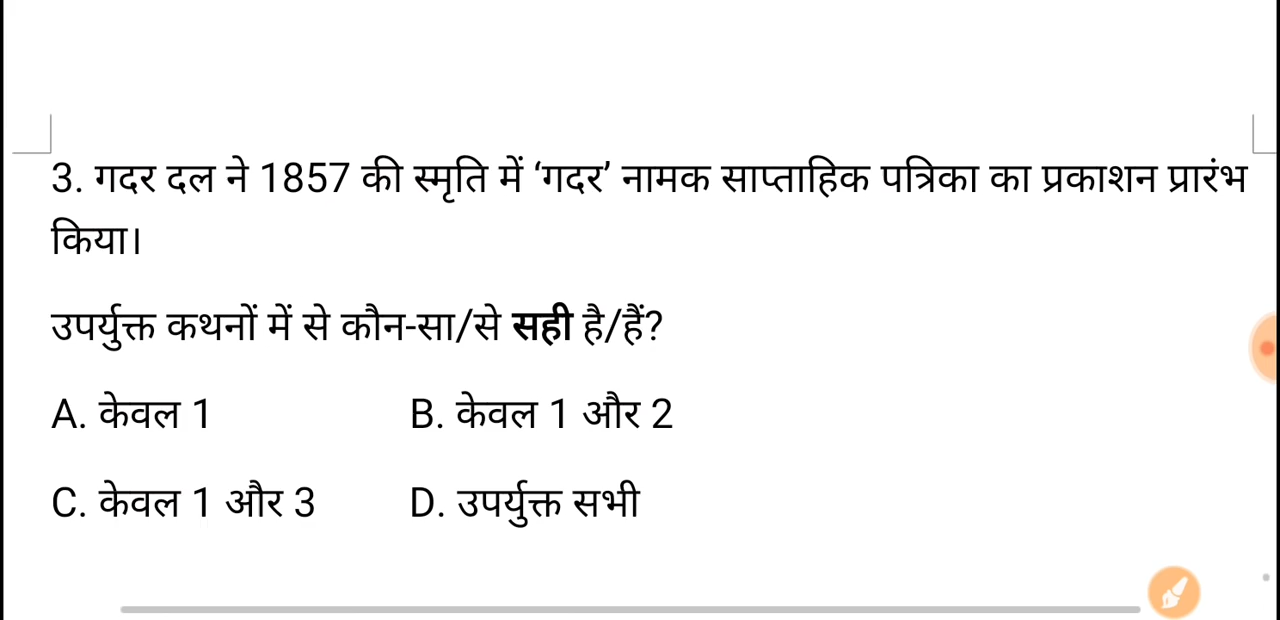 3. गदर दल ने 1857 की स्मृति में ‘गदर’ नामक साप्ताहिक पत्रिका का प्रकाशन प्रारंभ
किया।
उपर्युक्त कथनों में से कौन-सा/से सही है/हैं?
A. केवल 1 B. केवल 1 और 2
C. केवल 1 और 3 D. उपर्युक्त सभी